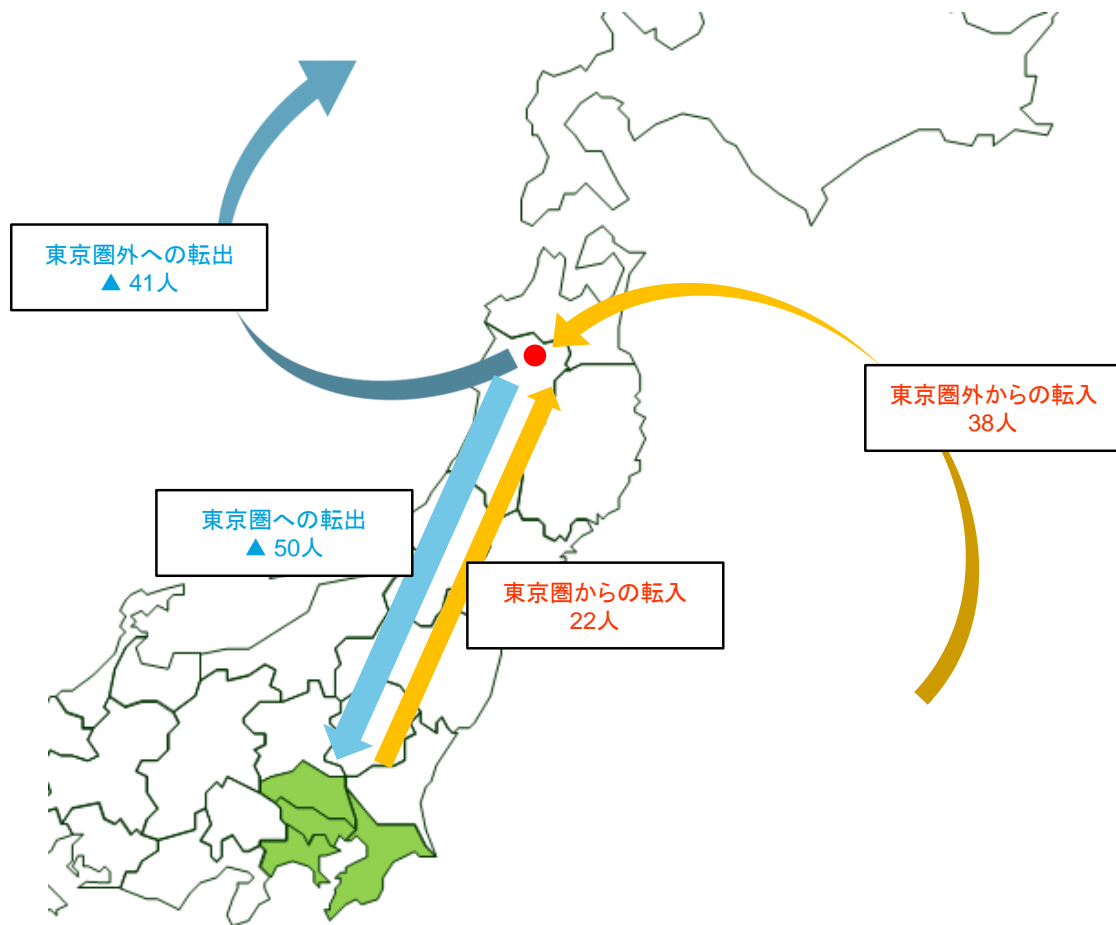 東京圏外への転出
▲ 41人
東京圏外からの転入
38人
東京圏への転出
▲ 50人
東京圏からの転入
22人